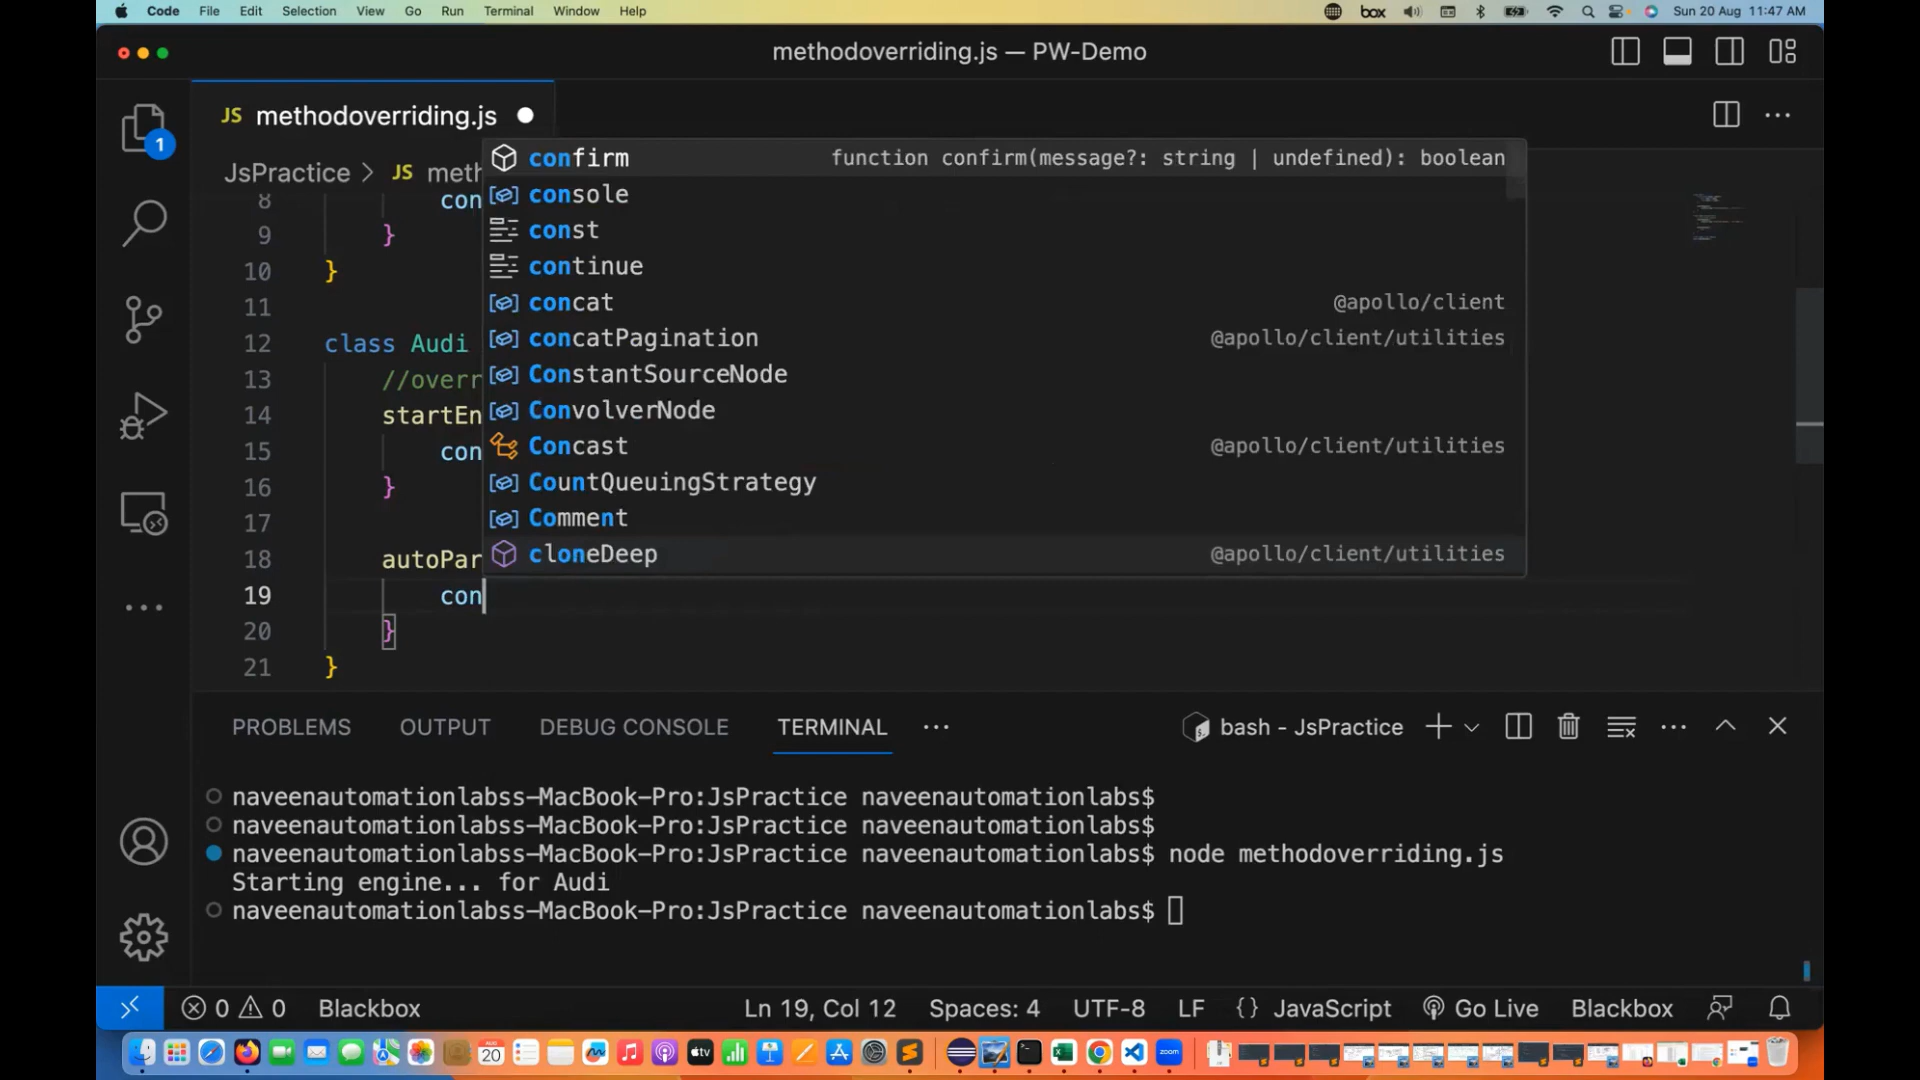 Code File Edit Selection View Go Run Terminal Window Help box Sun 20 Aug 11:47 AM
methodoverriding.js — PW-Demo
JS methodoverriding.js
JsPractice > JS meth
confirm function confirm(message?: string | undefined): boolean
console
const
continue
concat @apollo/client
concatPagination @apollo/client/utilities
ConstantSourceNode
ConvolverNode
Concast @apollo/client/utilities
CountQueuingStrategy
Comment
cloneDeep @apollo/client/utilities
8 con
9 }
10 }
11
12 class Audi
13 //overr
14 startEn
15 con
16 }
17
18 autoPar
19 con
20 }
21 }
1
PROBLEMS OUTPUT DEBUG CONSOLE TERMINAL ··· bash - JsPractice
naveenautomationlabss-MacBook-Pro:JsPractice naveenautomationlabs$
naveenautomationlabss-MacBook-Pro:JsPractice naveenautomationlabs$
naveenautomationlabss-MacBook-Pro:JsPractice naveenautomationlabs$ node methodoverriding.js
Starting engine... for Audi
naveenautomationlabss-MacBook-Pro:JsPractice naveenautomationlabs$
0 0 Blackbox Ln 19, Col 12 Spaces: 4 UTF-8 LF {} JavaScript Go Live Blackbox
AUG 20 tv zoom